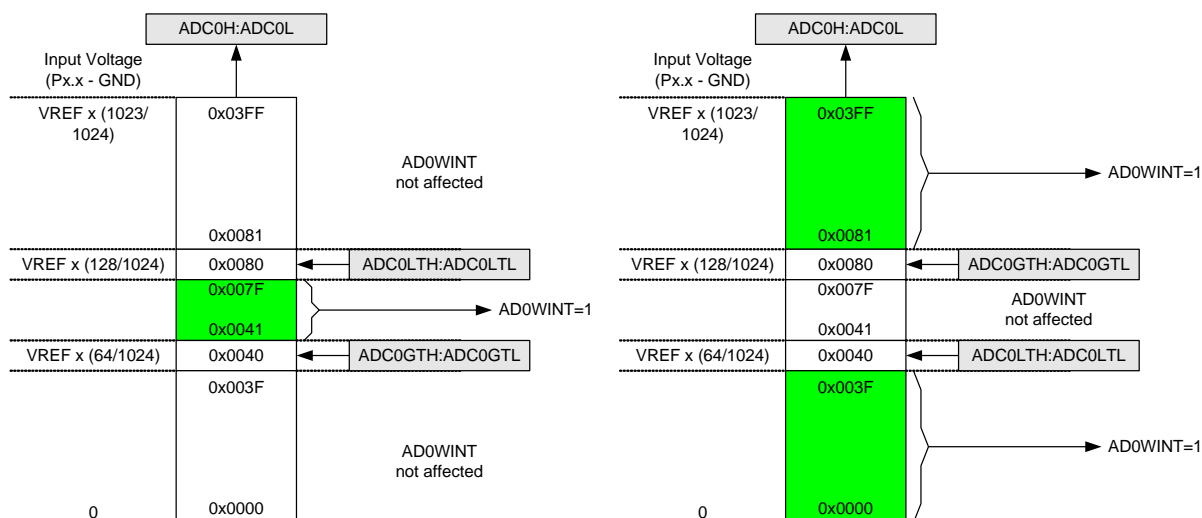 ADC0H:ADC0L
Input Voltage
(Px.x - GND)
VREF x (1023/
1024)
0x03FF
AD0WINT
not affected
0x0081
VREF x (128/1024)
0x0080
ADC0LTH:ADC0LTL
0x007F
AD0WINT=1
0x0041
VREF x (64/1024)
0x0040
ADC0GTH:ADC0GTL
0x003F
AD0WINT
not affected
0
0x0000
ADC0H:ADC0L
Input Voltage
(Px.x - GND)
VREF x (1023/
1024)
0x03FF
AD0WINT=1
0x0081
VREF x (128/1024)
0x0080
ADC0GTH:ADC0GTL
0x007F
AD0WINT
not affected
0x0041
VREF x (64/1024)
0x0040
ADC0LTH:ADC0LTL
0x003F
AD0WINT=1
0
0x0000